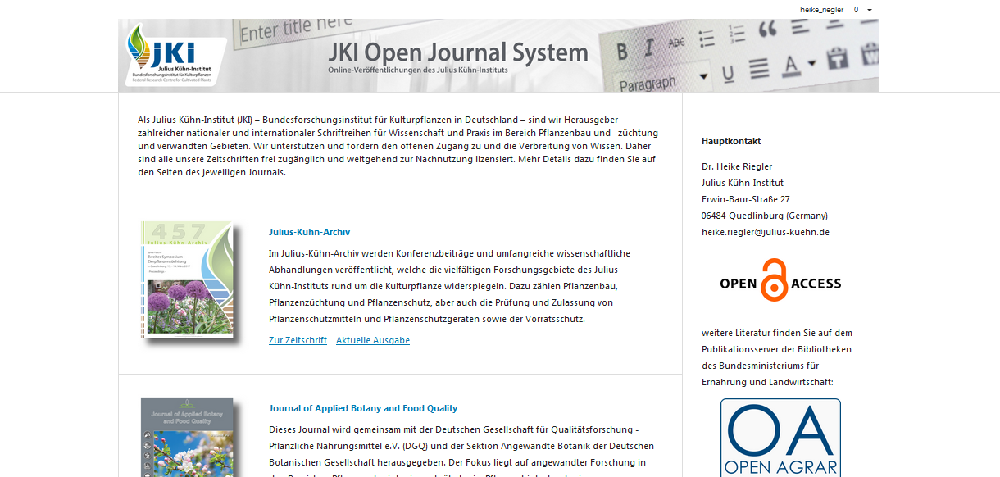 heike_riegler 0
Enter title here
JKI
Julius Kühn-Institut
Bundesforschungsinstitut für Kulturpflanzen
Federal Research Centre for Cultivated Plants
JKI Open Journal System
Online-Veröffentlichungen des Julius Kühn-Instituts
B I ABC
Paragraph U A
Als Julius Kühn-Institut (JKI) – Bundesforschungsinstitut für Kulturpflanzen in Deutschland – sind wir Herausgeber
zahlreicher nationaler und internationaler Schriftreihen für Wissenschaft und Praxis im Bereich Pflanzenbau und –züchtung
und verwandten Gebieten. Wir unterstützen und fördern den offenen Zugang zu und die Verbreitung von Wissen. Daher
sind alle unsere Zeitschriften frei zugänglich und weitgehend zur Nachnutzung lizensiert. Mehr Details dazu finden Sie auf
den Seiten des jeweiligen Journals.
457
Julius-Kühn-Archiv
Zweites Symposium
Zierpflanzenzüchtung
Julius-Kühn-Archiv
Im Julius-Kühn-Archiv werden Konferenzbeiträge und umfangreiche wissenschaftliche
Abhandlungen veröffentlicht, welche die vielfältigen Forschungsgebiete des Julius
Kühn-Instituts rund um die Kulturpflanze widerspiegeln. Dazu zählen Pflanzenbau,
Pflanzenzüchtung und Pflanzenschutz, aber auch die Prüfung und Zulassung von
Pflanzenschutzmitteln und Pflanzenschutzgeräten sowie der Vorratsschutz.
Zur Zeitschrift Aktuelle Ausgabe
Journal of Applied Botany
and Food Quality
Journal of Applied Botany and Food Quality
Dieses Journal wird gemeinsam mit der Deutschen Gesellschaft für Qualitätsforschung -
Pflanzliche Nahrungsmittel e.V. (DGQ) und der Sektion Angewandte Botanik der Deutschen
Botanischen Gesellschaft herausgegeben. Der Fokus liegt auf angewandter Forschung in
Hauptkontakt
Dr. Heike Riegler
Julius Kühn-Institut
Erwin-Baur-Straße 27
06484 Quedlinburg (Germany)
heike.riegler@julius-kuehn.de
OPEN ACCESS
weitere Literatur finden Sie auf dem
Publikationsserver der Bibliotheken
des Bundesministeriums für
Ernährung und Landwirtschaft:
OA
OPEN AGRAR